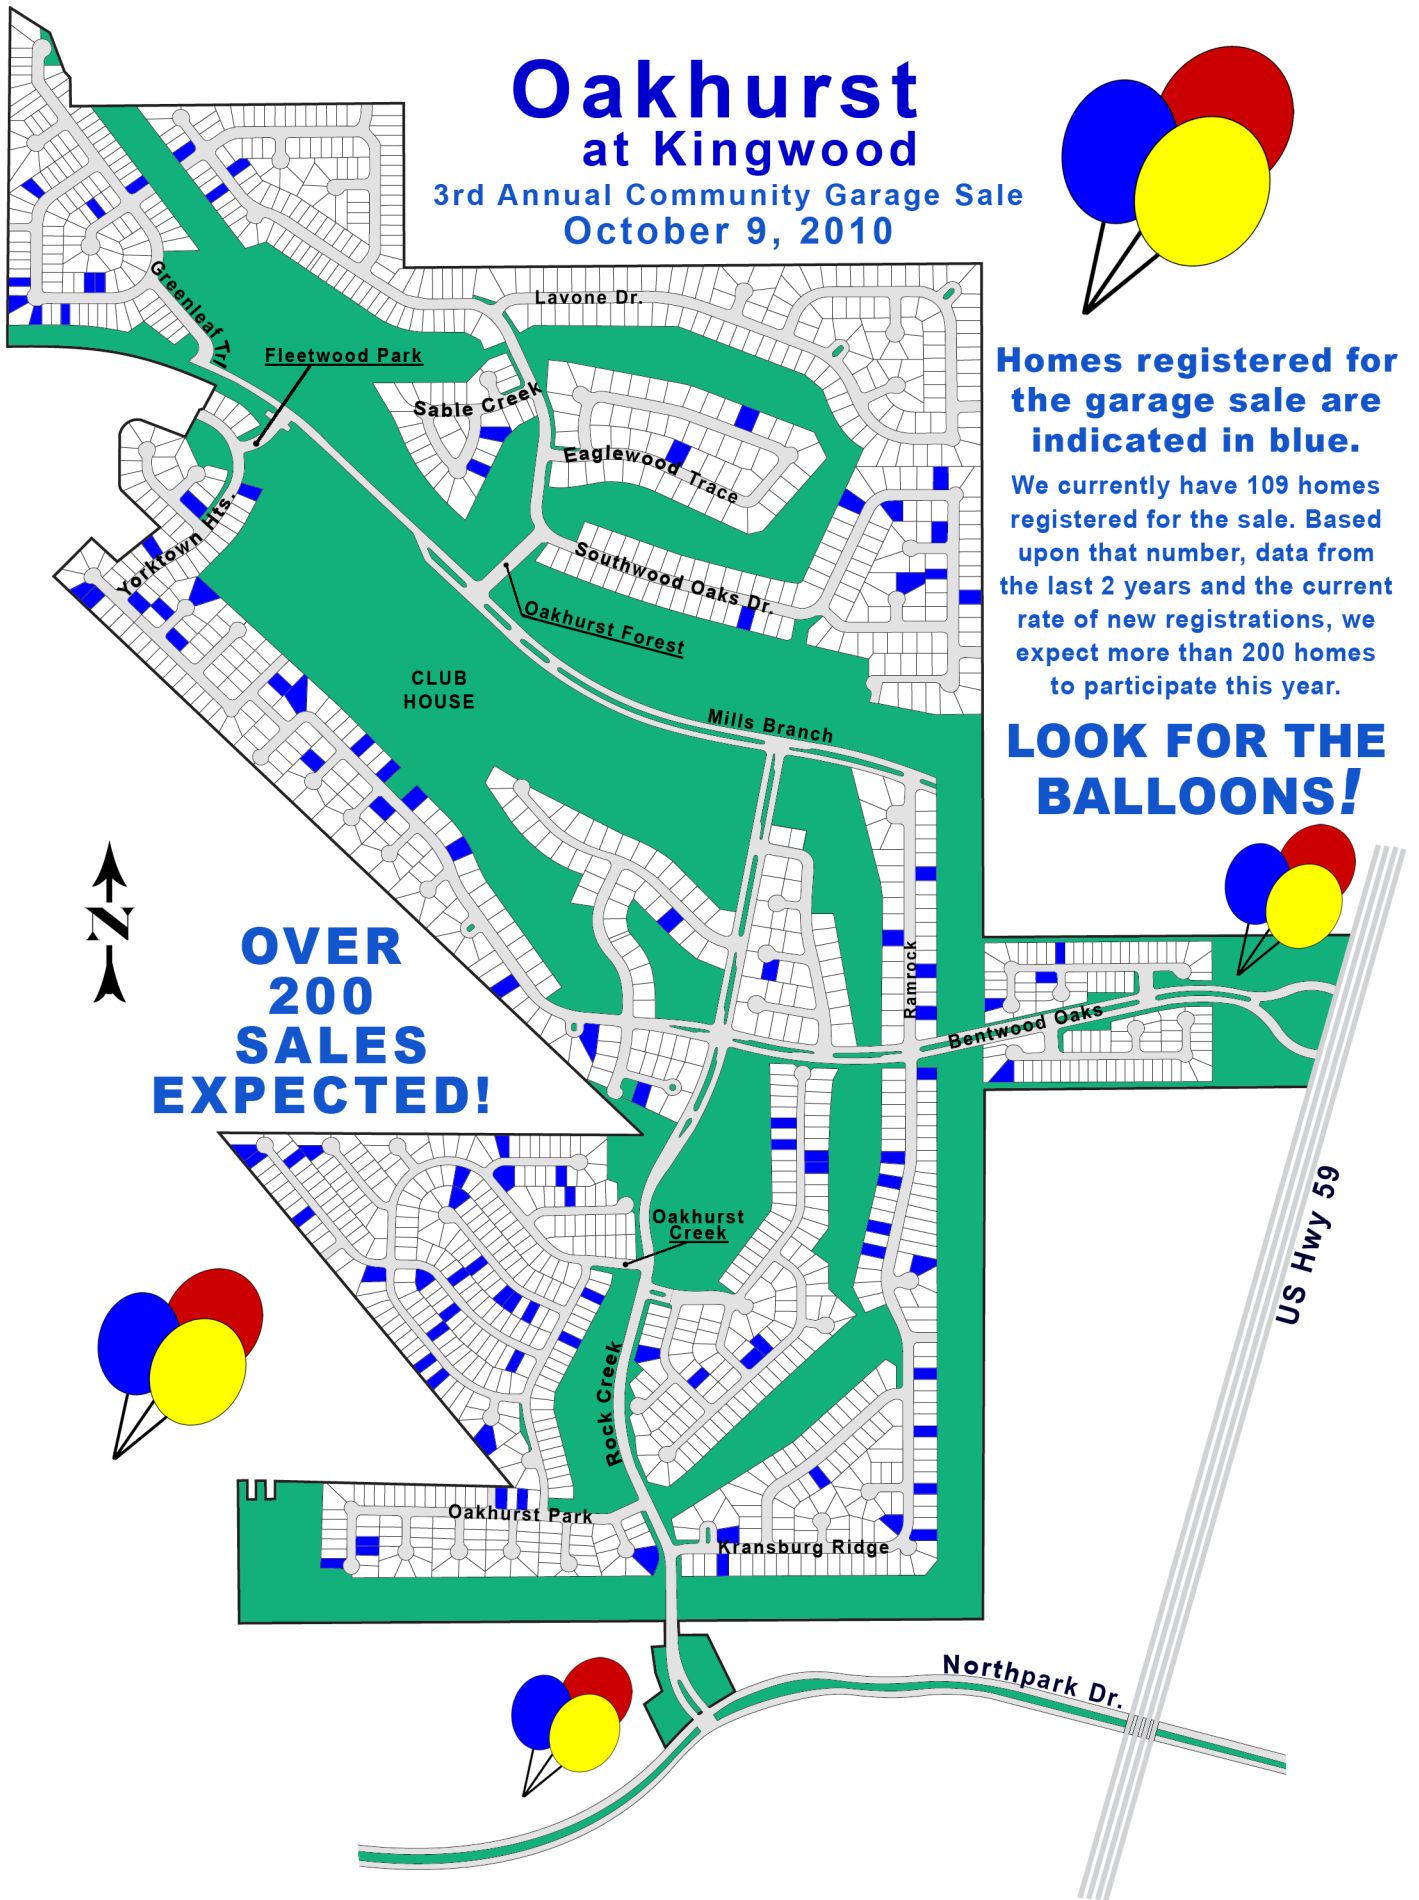 Oakhurst
at Kingwood
3rd Annual Community Garage Sale
October 9, 2010
Homes registered for
the garage sale are
indicated in blue.
We currently have 109 homes
registered for the sale. Based
upon that number, data from
the last 2 years and the current
rate of new registrations, we
expect more than 200 homes
to participate this year.
LOOK FOR THE
BALLOONS!
Greenleaf Trl
Fleetwood Park
Lavone Dr.
Sable Creek
Eaglewood Trace
Yorktown Hts.
Southwood Oaks Dr.
Oakhurst Forest
CLUB
HOUSE
Mills Branch
N
OVER
200
SALES
EXPECTED!
Ramrock
Bentwood Oaks
US Hwy 59
Oakhurst
Creek
Rock Creek
Oakhurst Park
Kransburg Ridge
Northpark Dr.